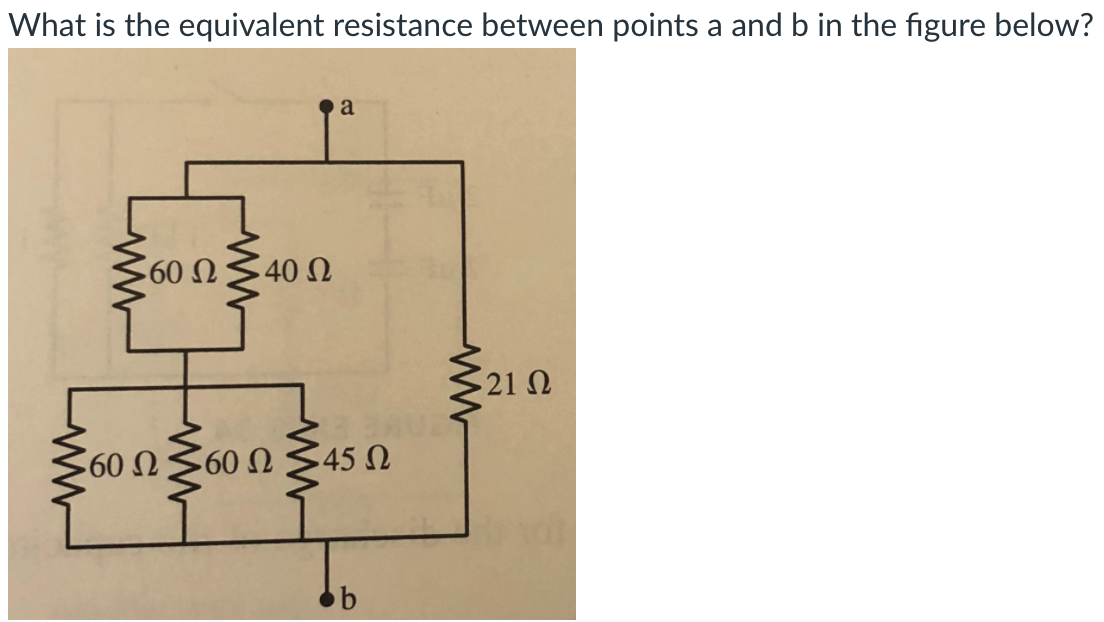 What is the equivalent resistance between points a and b in the figure below?
a
60 Ω
40 Ω
21 Ω
60 Ω
60 Ω
45 Ω
b